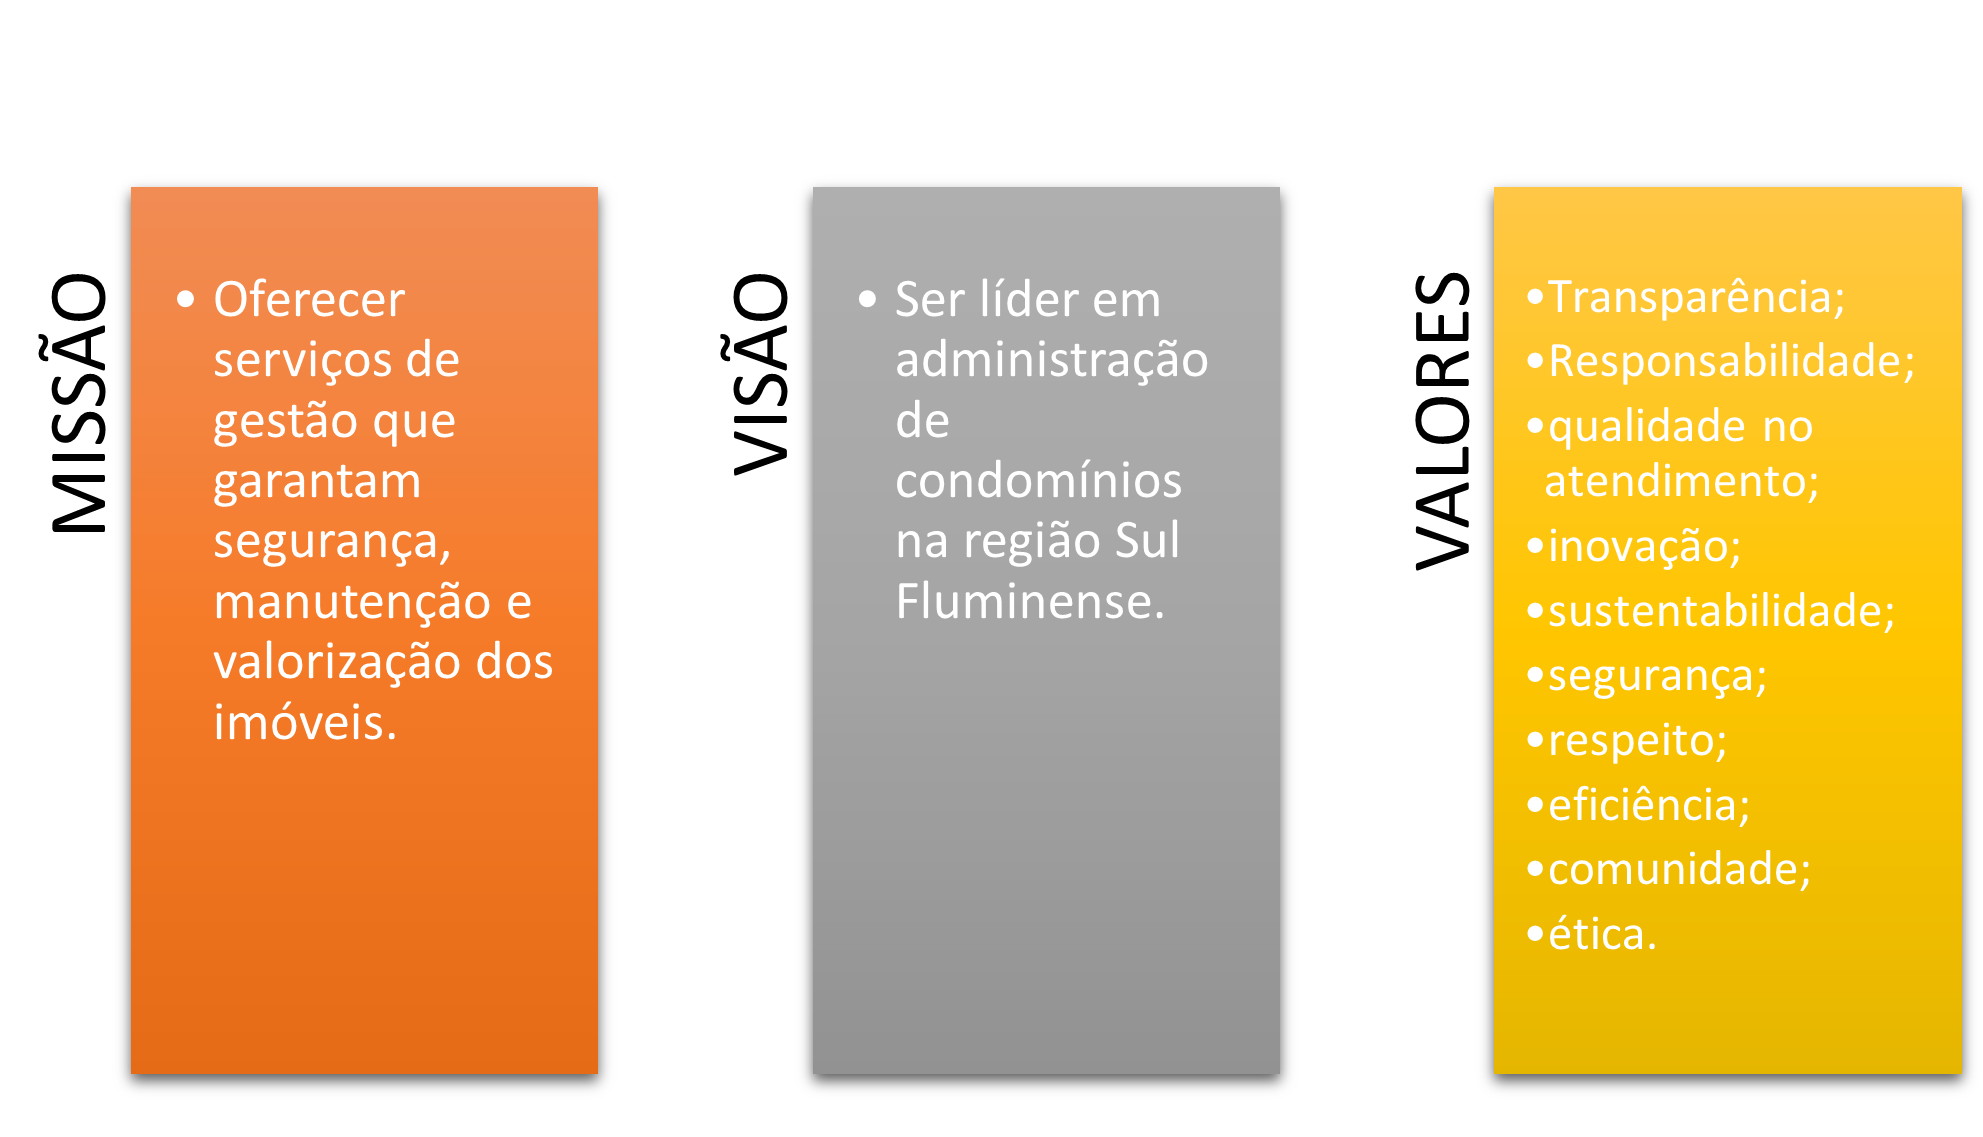 MISSÃO
• Oferecer
serviços de
gestão que
garantam
segurança,
manutenção e
valorização dos
imóveis.
VISÃO
• Ser líder em
administração
de
condomínios
na região Sul
Fluminense.
VALORES
•Transparência;
•Responsabilidade;
•qualidade no
atendimento;
•inovação;
•sustentabilidade;
•segurança;
•respeito;
•eficiência;
•comunidade;
•ética.